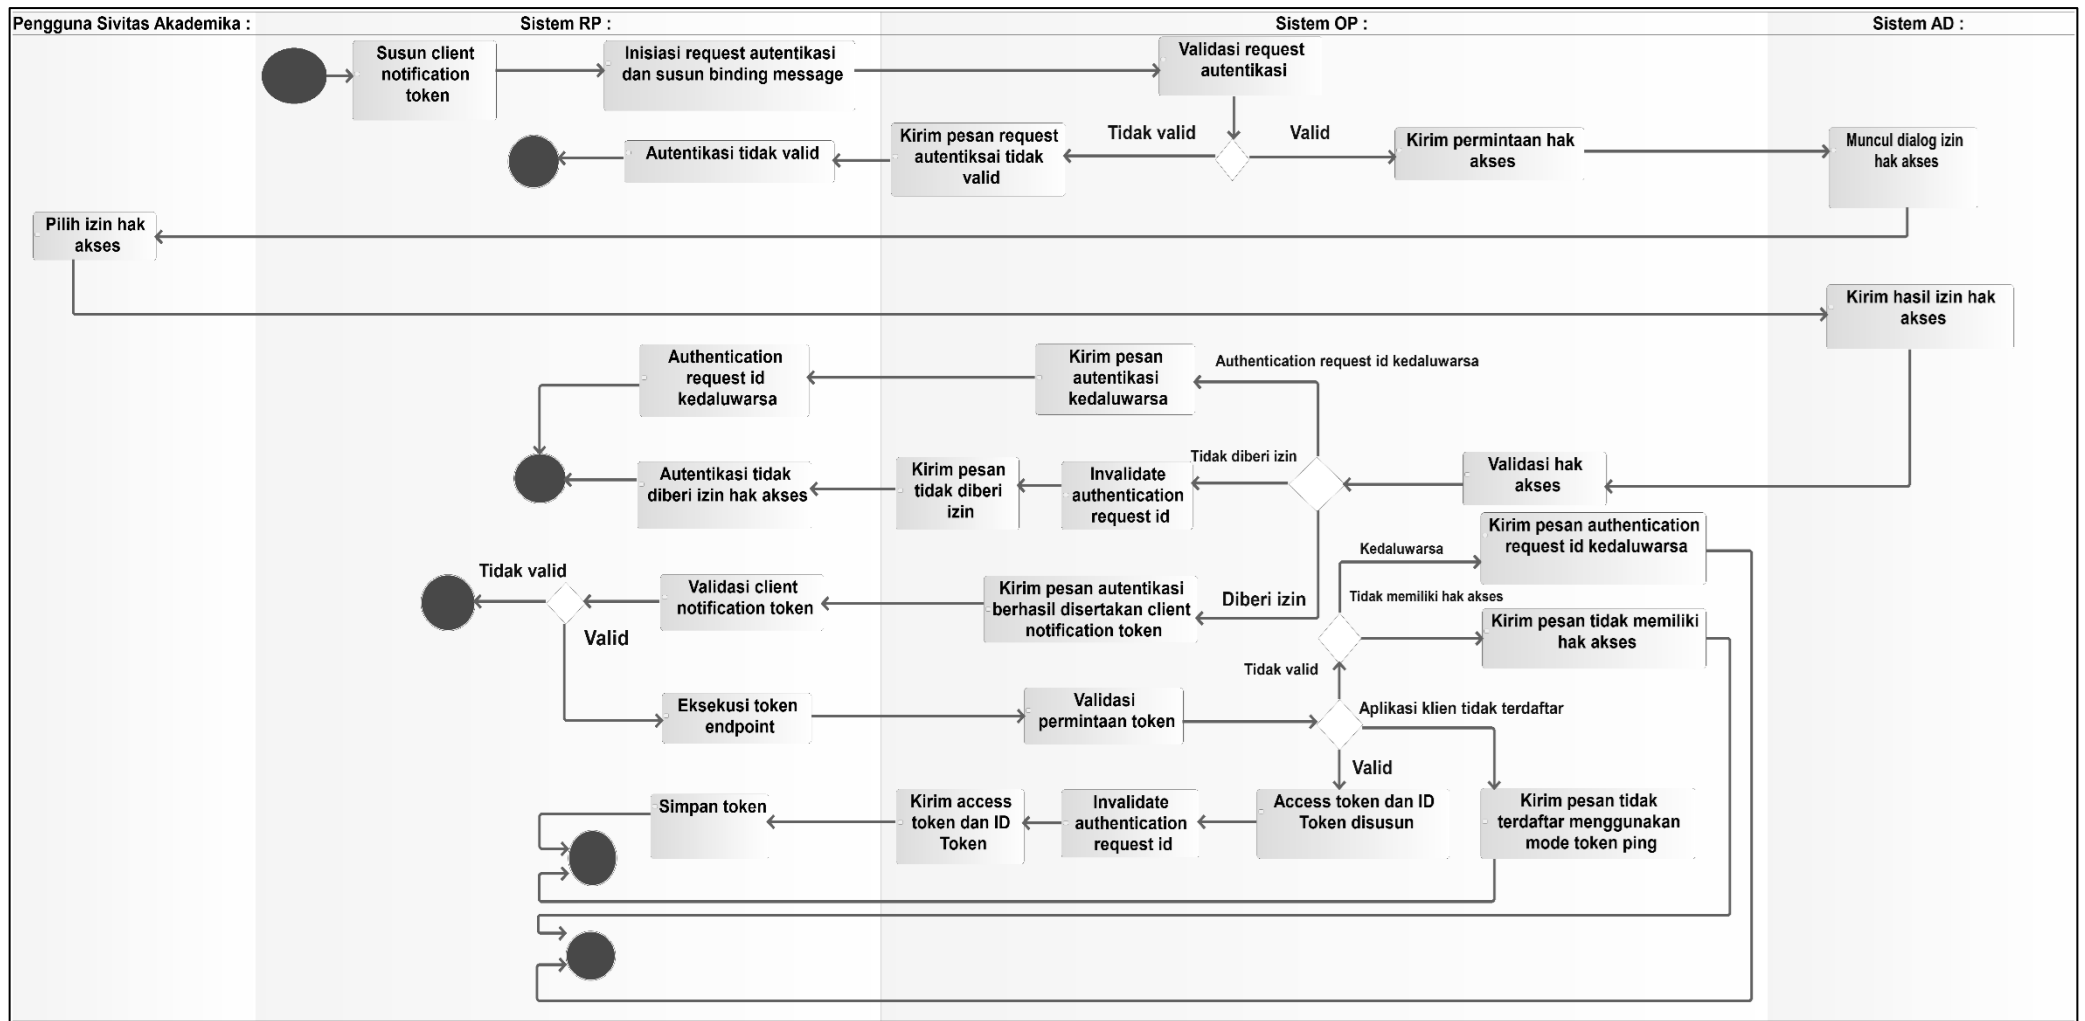 Pengguna Sivitas Akademika :
Sistem RP :
Sistem OP :
Sistem AD :
Susun client
notification
token
Inisiasi request autentikasi
dan susun binding message
Validasi request
autentikasi
Tidak valid
Valid
Autentikasi tidak valid
Kirim pesan request
autentiksai tidak
valid
Kirim permintaan hak
akses
Muncul dialog izin
hak akses
Pilih izin hak
akses
Kirim hasil izin hak
akses
Authentication
request id
kedaluwarsa
Kirim pesan
autentikasi
kedaluwarsa
Authentication request id kedaluwarsa
Autentikasi tidak
diberi izin hak akses
Kirim pesan
tidak diberi
izin
Invalidate
authentication
request id
Tidak diberi izin
Validasi hak
akses
Kirim pesan authentication
request id kedaluwarsa
Kedaluwarsa
Tidak valid
Valid
Validasi client
notification token
Kirim pesan autentikasi
berhasil disertakan client
notification token
Diberi izin
Tidak memiliki hak akses
Kirim pesan tidak memiliki
hak akses
Tidak valid
Eksekusi token
endpoint
Validasi
permintaan token
Aplikasi klien tidak terdaftar
Valid
Simpan token
Kirim access
token dan ID
Token
Invalidate
authentication
request id
Access token dan ID
Token disusun
Kirim pesan tidak
terdaftar menggunakan
mode token ping